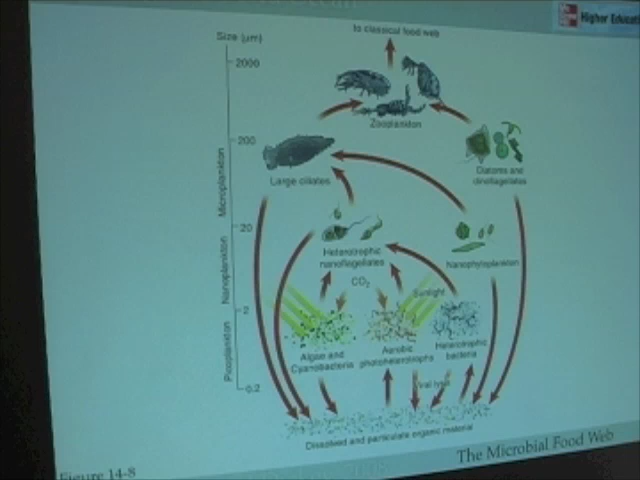 Higher Educati
to classical food web
Size (µm)
2000
Zooplankton
200
Large ciliates
Diatoms and
dinoflagellates
Microplankton
20
Heterotrophic
nanoflagellates
Nanophytoplankton
Nanoplankton
CO2
Sunlight
2
Algae and
Cyanobacteria
Aerobic
photoheterotrophs
Heterotrophic
bacteria
Picoplankton
Viral lysis
0.2
Dissolved and particulate organic material
The Microbial Food Web
Figure 14-8